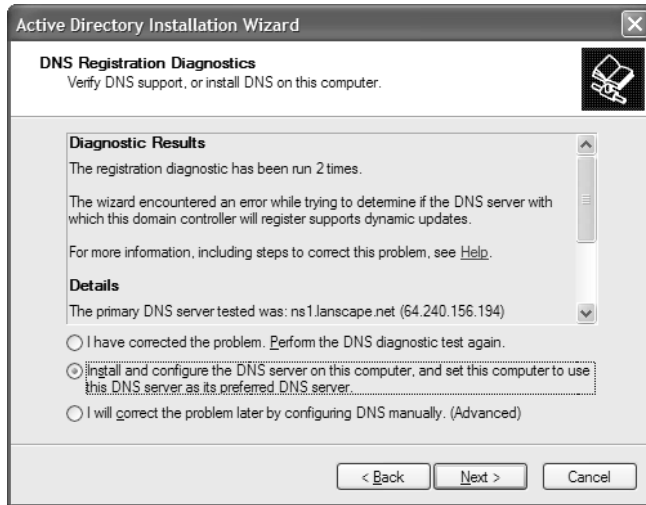 Active Directory Installation Wizard
DNS Registration Diagnostics
Verify DNS support, or install DNS on this computer.
Diagnostic Results
The registration diagnostic has been run 2 times.
The wizard encountered an error while trying to determine if the DNS server with
which this domain controller will register supports dynamic updates.
For more information, including steps to correct this problem, see Help.
Details
The primary DNS server tested was: ns1.lanscape.net (64.240.156.194)
I have corrected the problem. Perform the DNS diagnostic test again.
Install and configure the DNS server on this computer, and set this computer to use
this DNS server as its preferred DNS server.
I will correct the problem later by configuring DNS manually. (Advanced)
< Back
Next >
Cancel